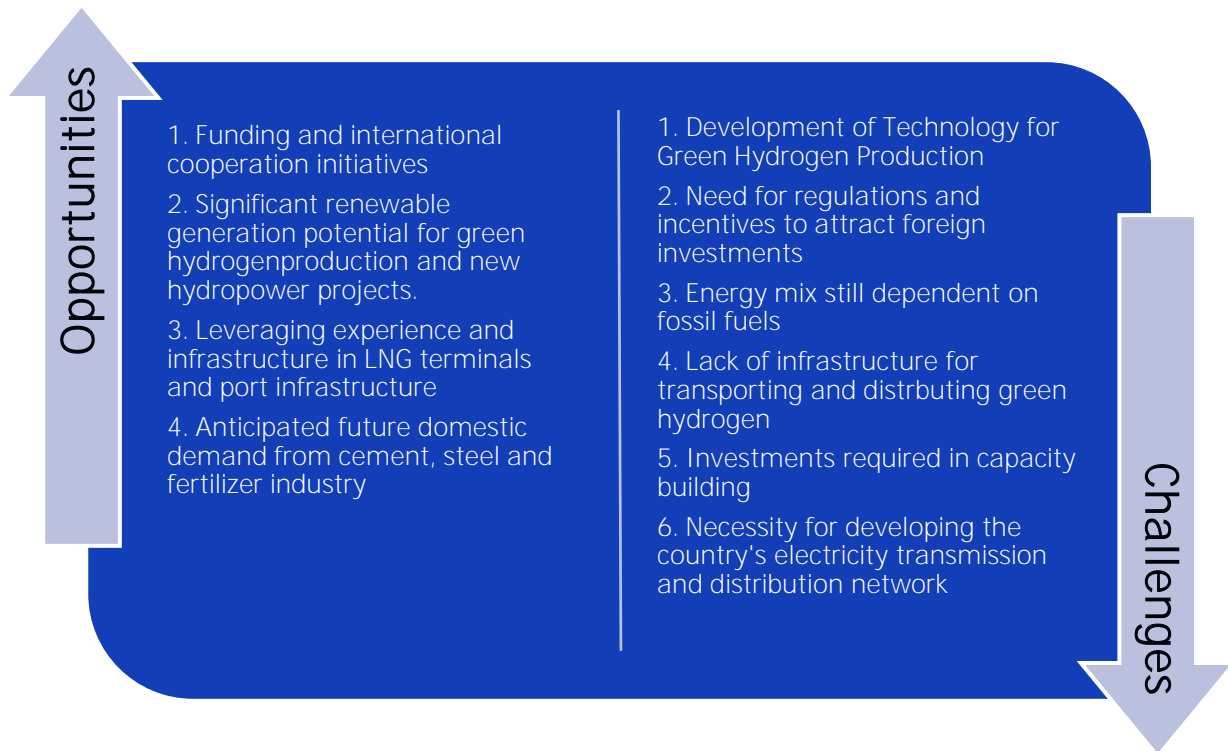 Opportunities
1. Funding and international
cooperation initiatives
2. Significant renewable
generation potential for green
hydrogenproduction and new
hydropower projects.
3. Leveraging experience and
infrastructure in LNG terminals
and port infrastructure
4. Anticipated future domestic
demand from cement, steel and
fertilizer industry
1. Development of Technology for
Green Hydrogen Production
2. Need for regulations and
incentives to attract foreign
investments
3. Energy mix still dependent on
fossil fuels
4. Lack of infrastructure for
transporting and distrbuting green
hydrogen
5. Investments required in capacity
building
6. Necessity for developing the
country's electricity transmission
and distribution network
Challenges